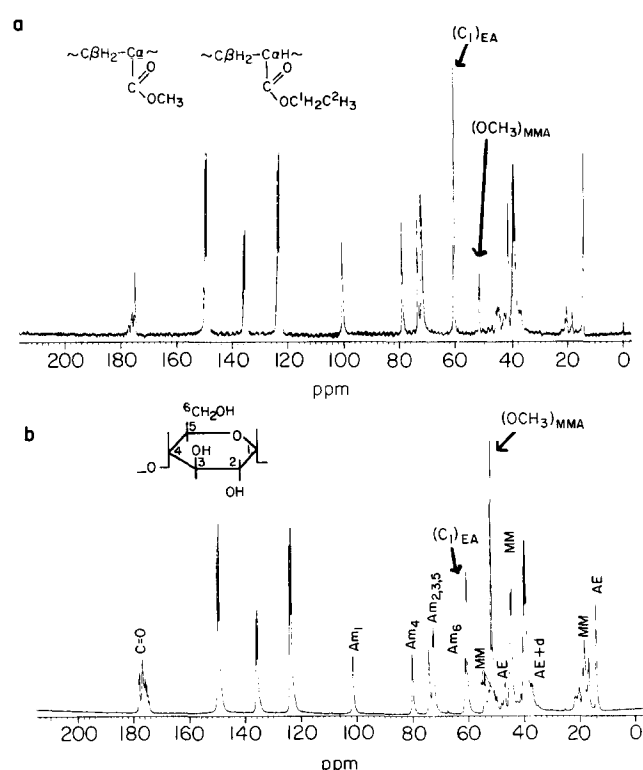 a
~CβH₂-Cα~
C
O
OCH₃
~CβH₂-CαH~
C
O
OC¹H₂C²H₃
(C₁)EA
(OCH₃)MMA
200 180 160 140 120 100 80 60 40 20 0
ppm
b
⁶CH₂OH
5
O
4
OH
1
–O
3
2
OH
(OCH₃)MMA
(C₁)EA
C=O
Am₁
Am₄
Am₂,₃,₅
Am₆
MM
AE
MM
AE+d
MM
AE
200 180 160 140 120 100 80 60 40 20 0
ppm